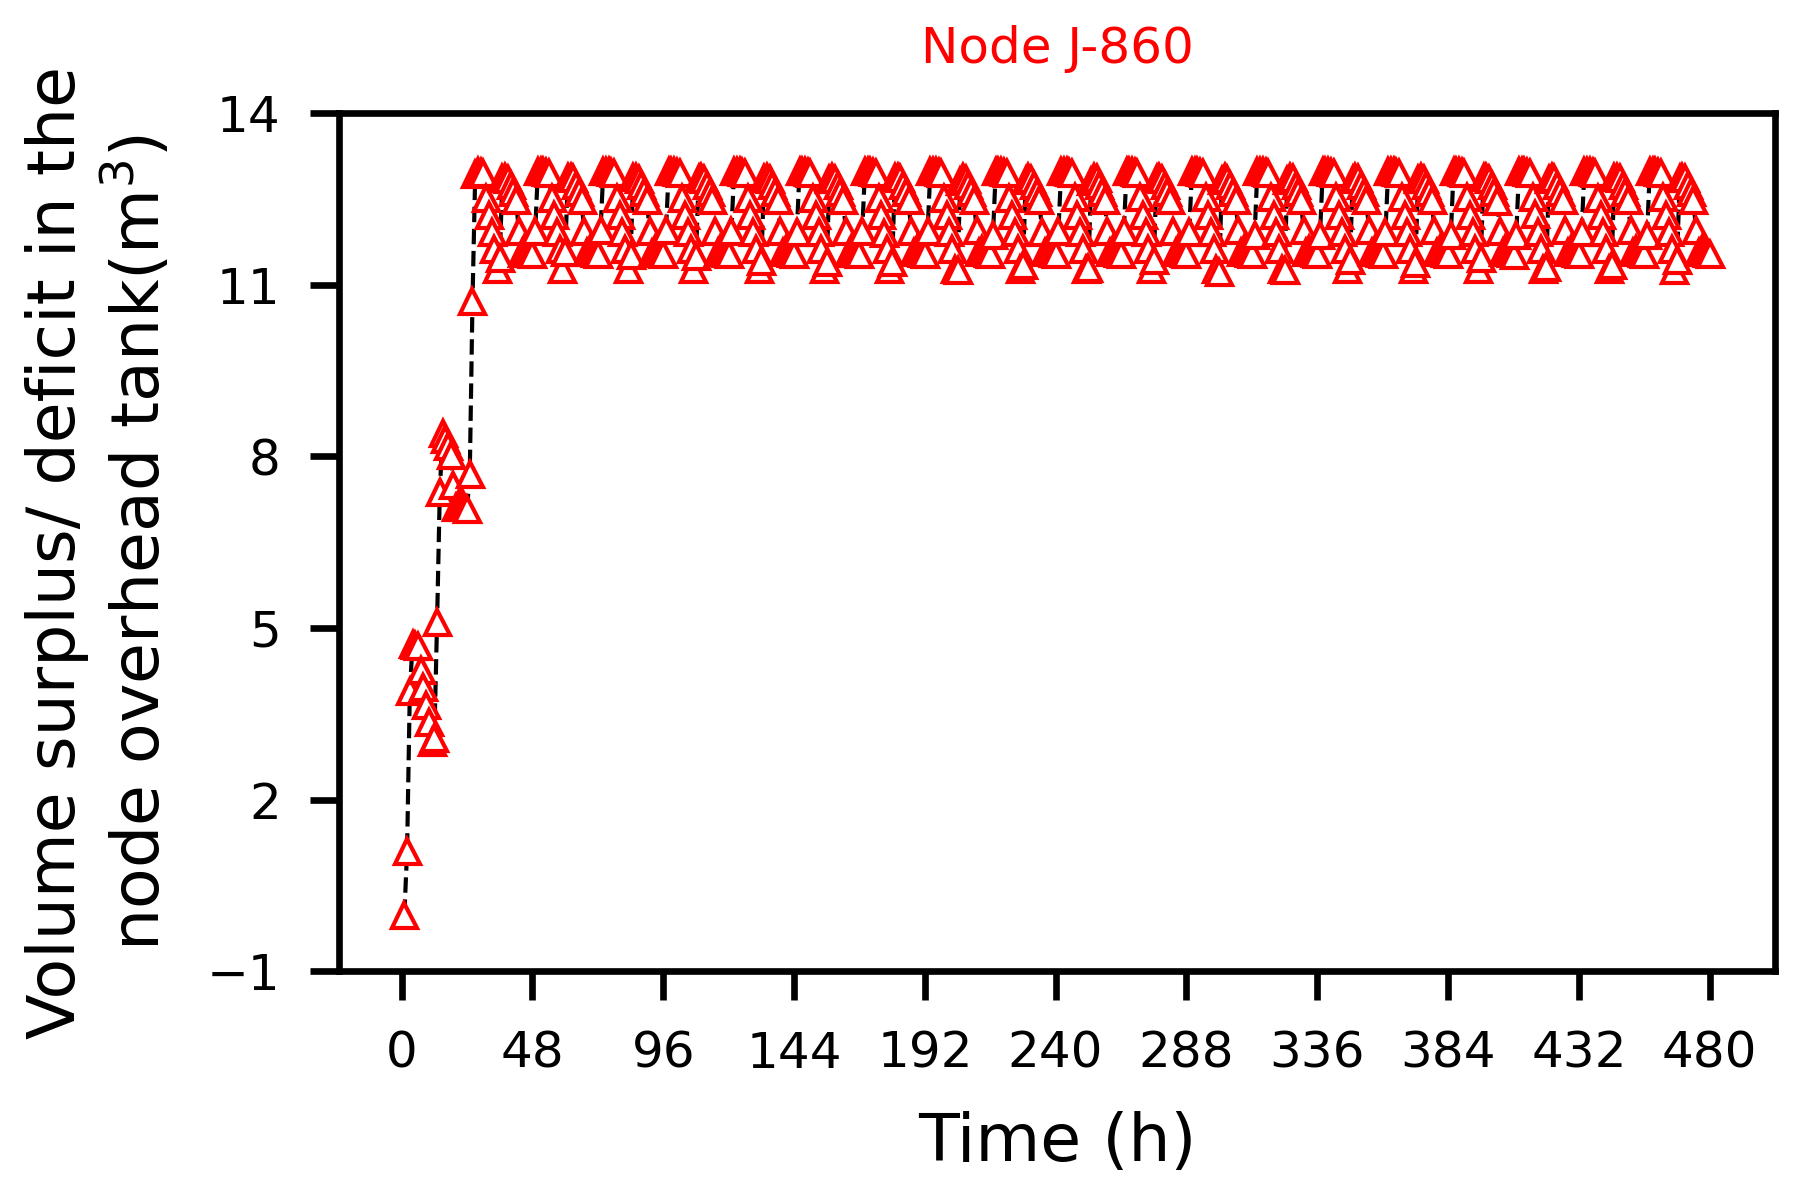 Node J-860
Volume surplus/ deficit in the
node overhead tank(m³)
14
11
8
5
2
−1
0 48 96 144 192 240 288 336 384 432 480
Time (h)